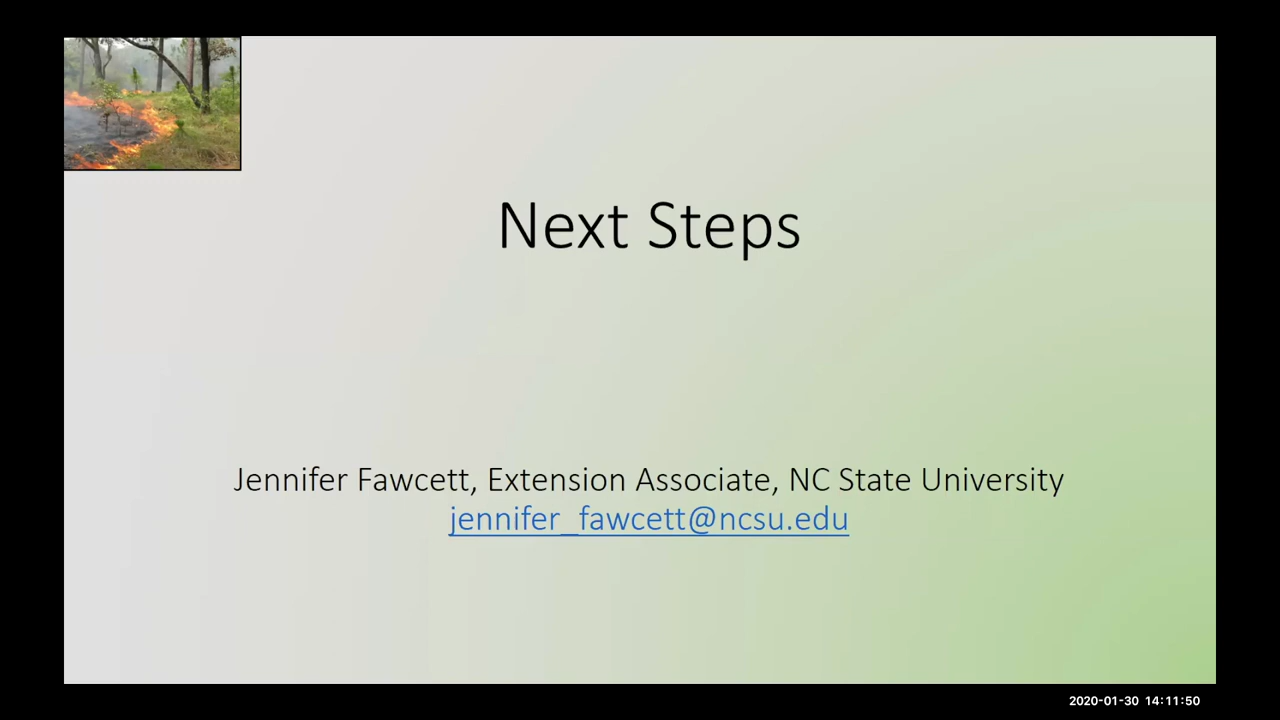 Next Steps
Jennifer Fawcett, Extension Associate, NC State University
jennifer_fawcett@ncsu.edu
2020-01-30 14:11:50